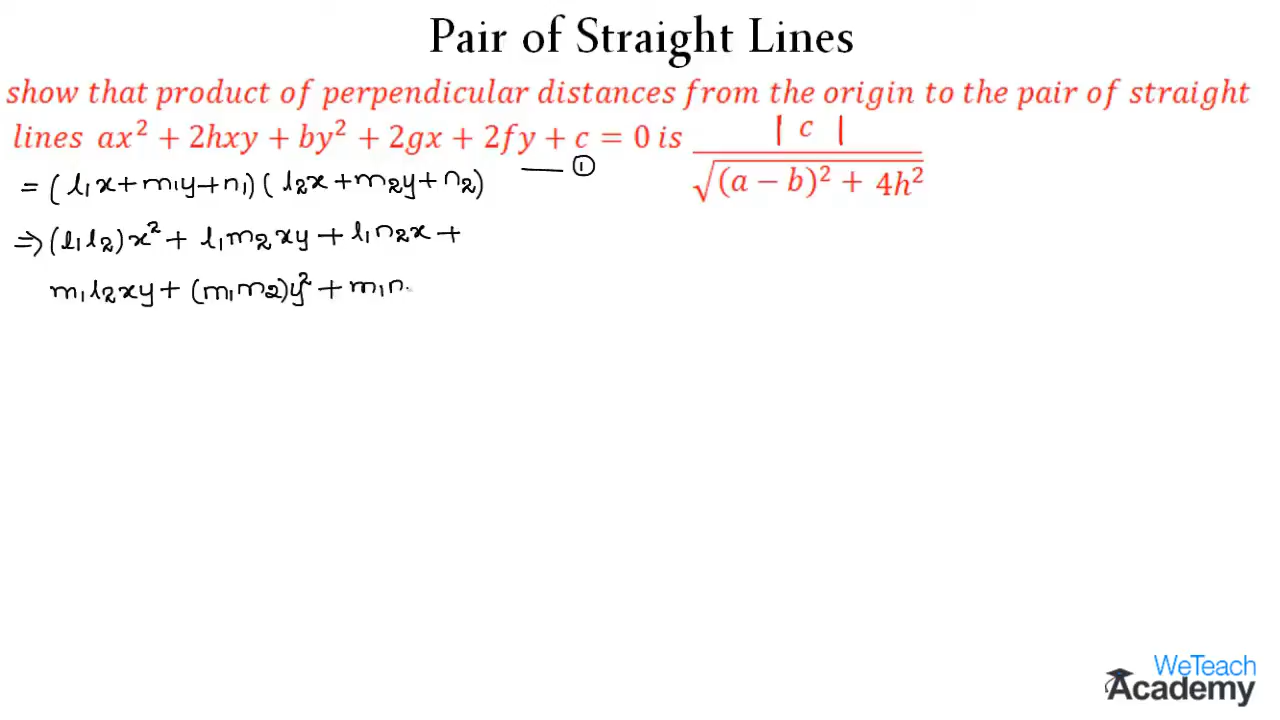 Pair of Straight Lines
show that product of perpendicular distances from the origin to the pair of straight
lines ax² + 2hxy + by² + 2gx + 2fy + c = 0 is | c | / √((a − b)² + 4h²)
= (l₁x + m₁y + n₁) ( l₂x + m₂y + n₂) — ①
⇒ (l₁l₂)x² + l₁m₂xy + l₁n₂x +
m₁l₂xy + (m₁m₂)y² + m₁n
WeTeach
Academy